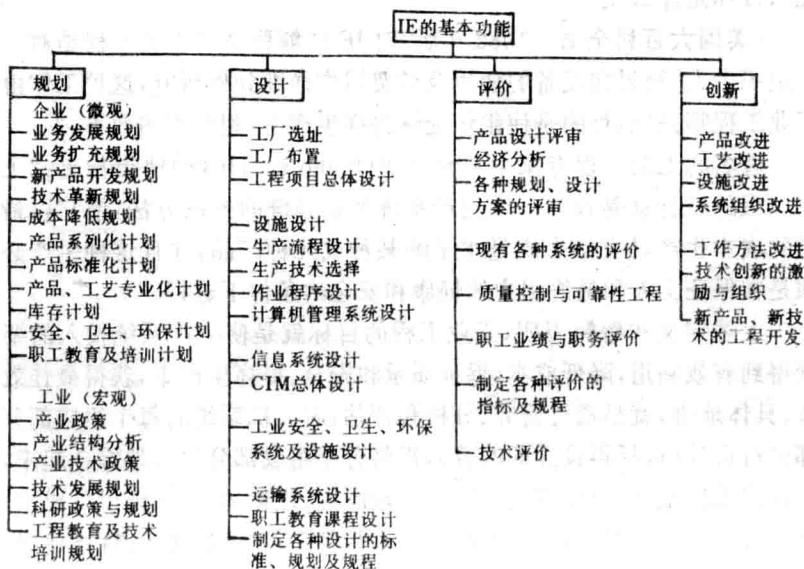 IE的基本功能
规划
企业（微观）
业务发展规划
业务扩充规划
新产品开发规划
技术革新规划
成本降低规划
产品系列化计划
产品标准化计划
产品、工艺专业化计划
库存计划
安全、卫生、环保计划
职工教育及培训计划
工业（宏观）
产业政策
产业结构分析
产业技术政策
技术发展规划
科研政策与规划
工程教育及技术
培训规划
设计
工厂选址
工厂布置
工程项目总体设计
设施设计
生产流程设计
生产技术选择
作业程序设计
计算机管理系统设计
信息系统设计
CIM总体设计
工业安全、卫生、环保
系统及设施设计
运输系统设计
职工教育课程设计
制定各种设计的标
准、规划及规程
评价
产品设计评审
经济分析
各种规划、设计
方案的评审
现有各种系统的评价
质量控制与可靠性工程
职工业绩与职务评价
制定各种评价的
指标及规程
技术评价
创新
产品改进
工艺改进
设施改进
系统组织改进
工作方法改进
技术创新的激
励与组织
新产品、新技
术的工程开发